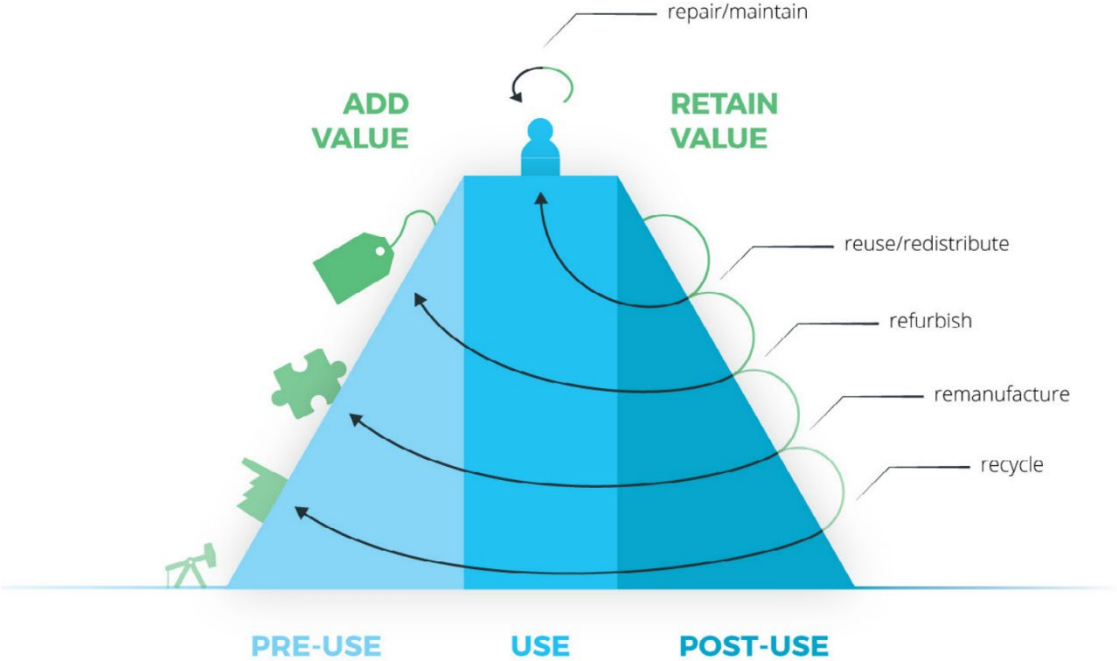 repair/maintain
ADD
VALUE
RETAIN
VALUE
reuse/redistribute
refurbish
remanufacture
recycle
PRE-USE
USE
POST-USE